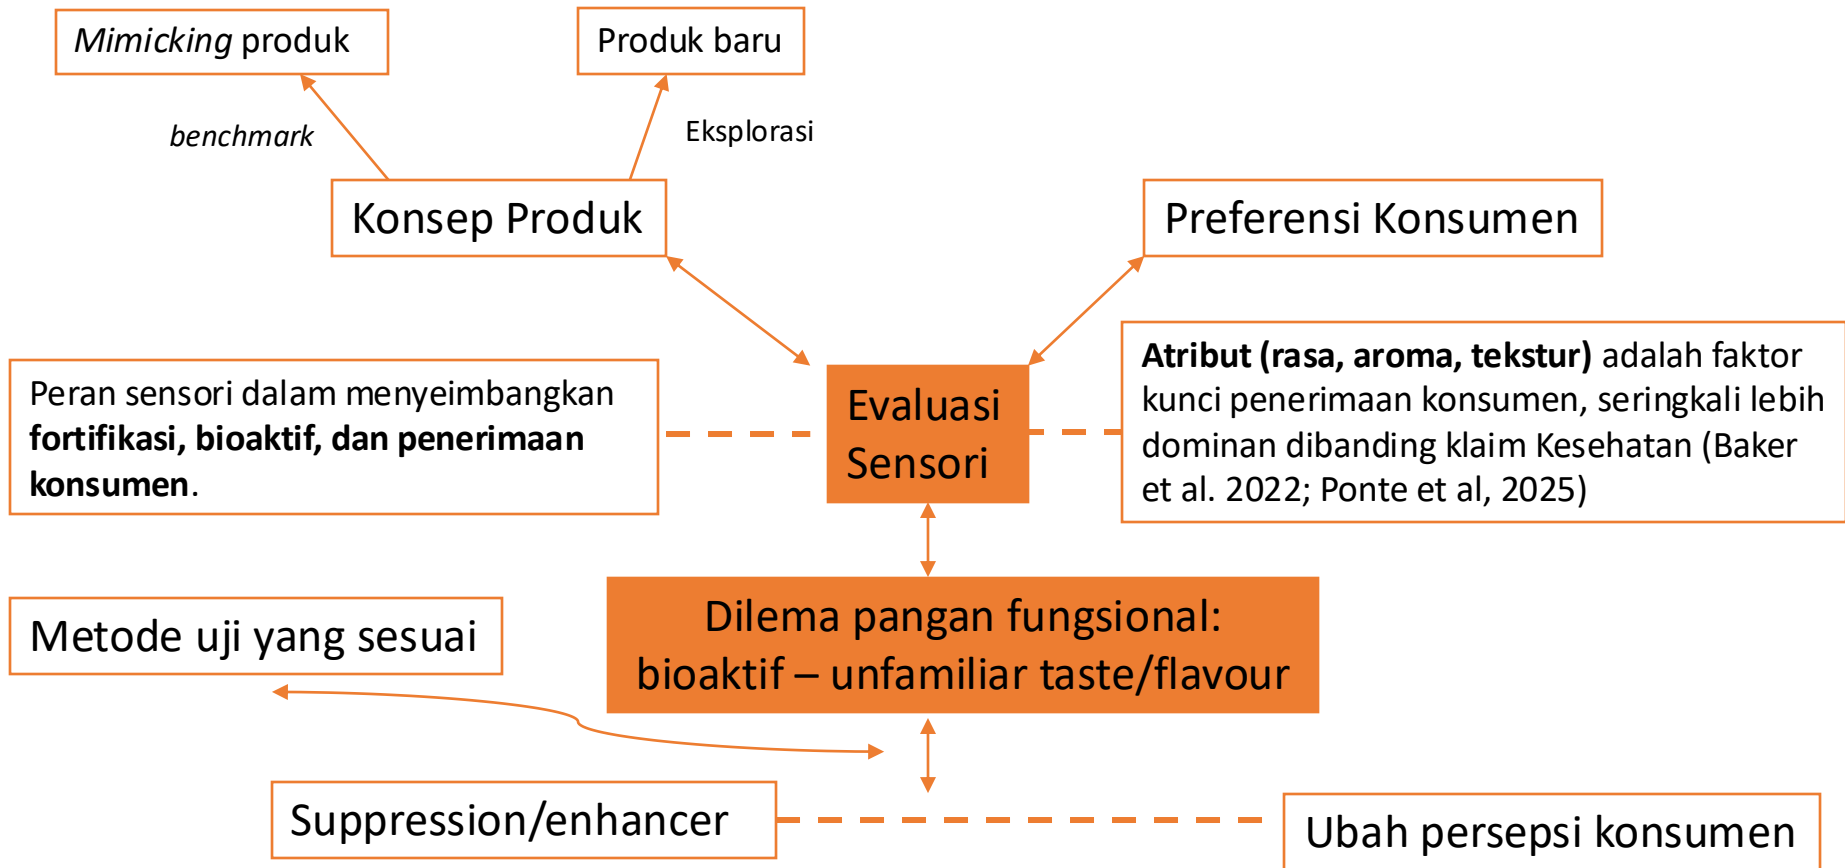 Mimicking produk
Produk baru
benchmark
Eksplorasi
Konsep Produk
Preferensi Konsumen
Peran sensori dalam menyeimbangkan
fortifikasi, bioaktif, dan penerimaan
konsumen.
Evaluasi
Sensori
Atribut (rasa, aroma, tekstur) adalah faktor
kunci penerimaan konsumen, seringkali lebih
dominan dibanding klaim Kesehatan (Baker
et al. 2022; Ponte et al, 2025)
Metode uji yang sesuai
Dilema pangan fungsional:
bioaktif – unfamiliar taste/flavour
Suppression/enhancer
Ubah persepsi konsumen